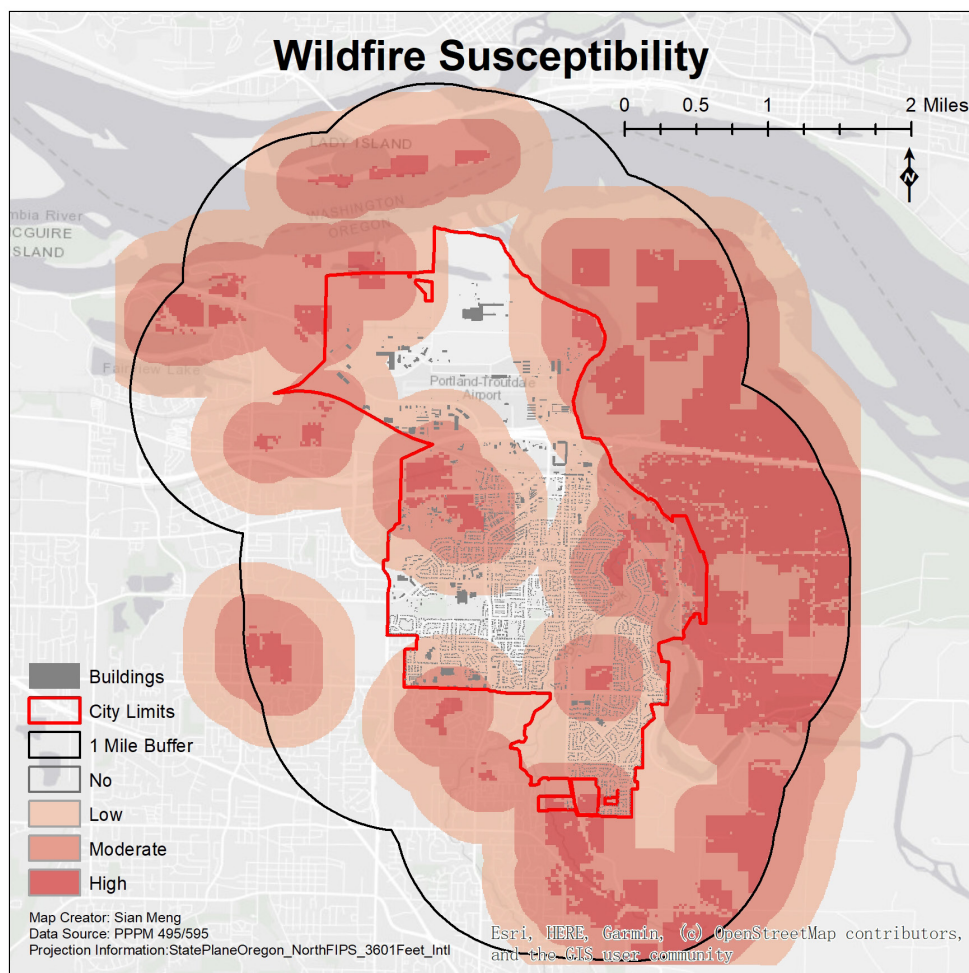 Wildfire Susceptibility
0 0.5 1 2 Miles
N
LADY ISLAND
WASHINGTON
OREGON
mbia River
CGUIRE
SLAND
Fairview Lake
Portland-Troutdale
Airport
Buildings
City Limits
1 Mile Buffer
No
Low
Moderate
High
Map Creator: Sian Meng
Data Source: PPPM 495/595
Projection Information:StatePlaneOregon_NorthFIPS_3601Feet_Intl
Esri, HERE, Garmin, (c) OpenStreetMap contributors,
and the GIS user community